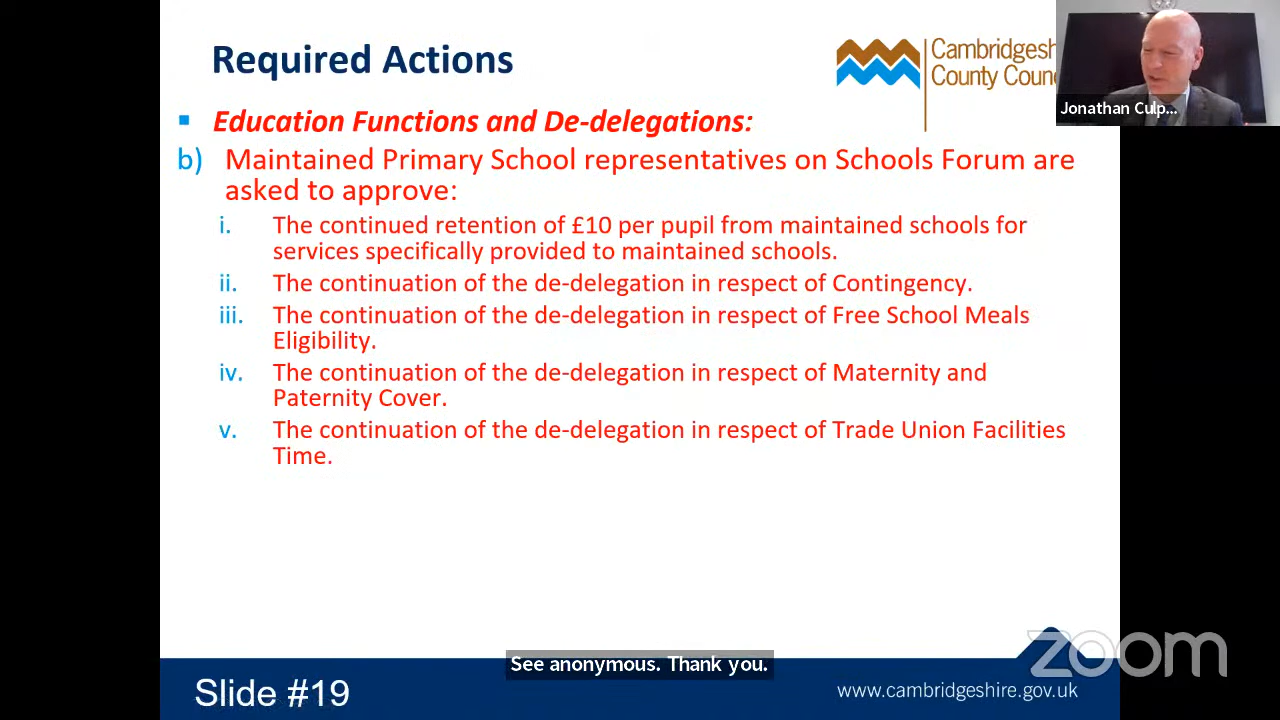 Required Actions
Cambridgeshi
County Counc
Jonathan Culp...
Education Functions and De-delegations:
b) Maintained Primary School representatives on Schools Forum are
asked to approve:
i. The continued retention of £10 per pupil from maintained schools for
services specifically provided to maintained schools.
ii. The continuation of the de-delegation in respect of Contingency.
iii. The continuation of the de-delegation in respect of Free School Meals
Eligibility.
iv. The continuation of the de-delegation in respect of Maternity and
Paternity Cover.
v. The continuation of the de-delegation in respect of Trade Union Facilities
Time.
zoom
See anonymous. Thank you.
Slide #19
www.cambridgeshire.gov.uk